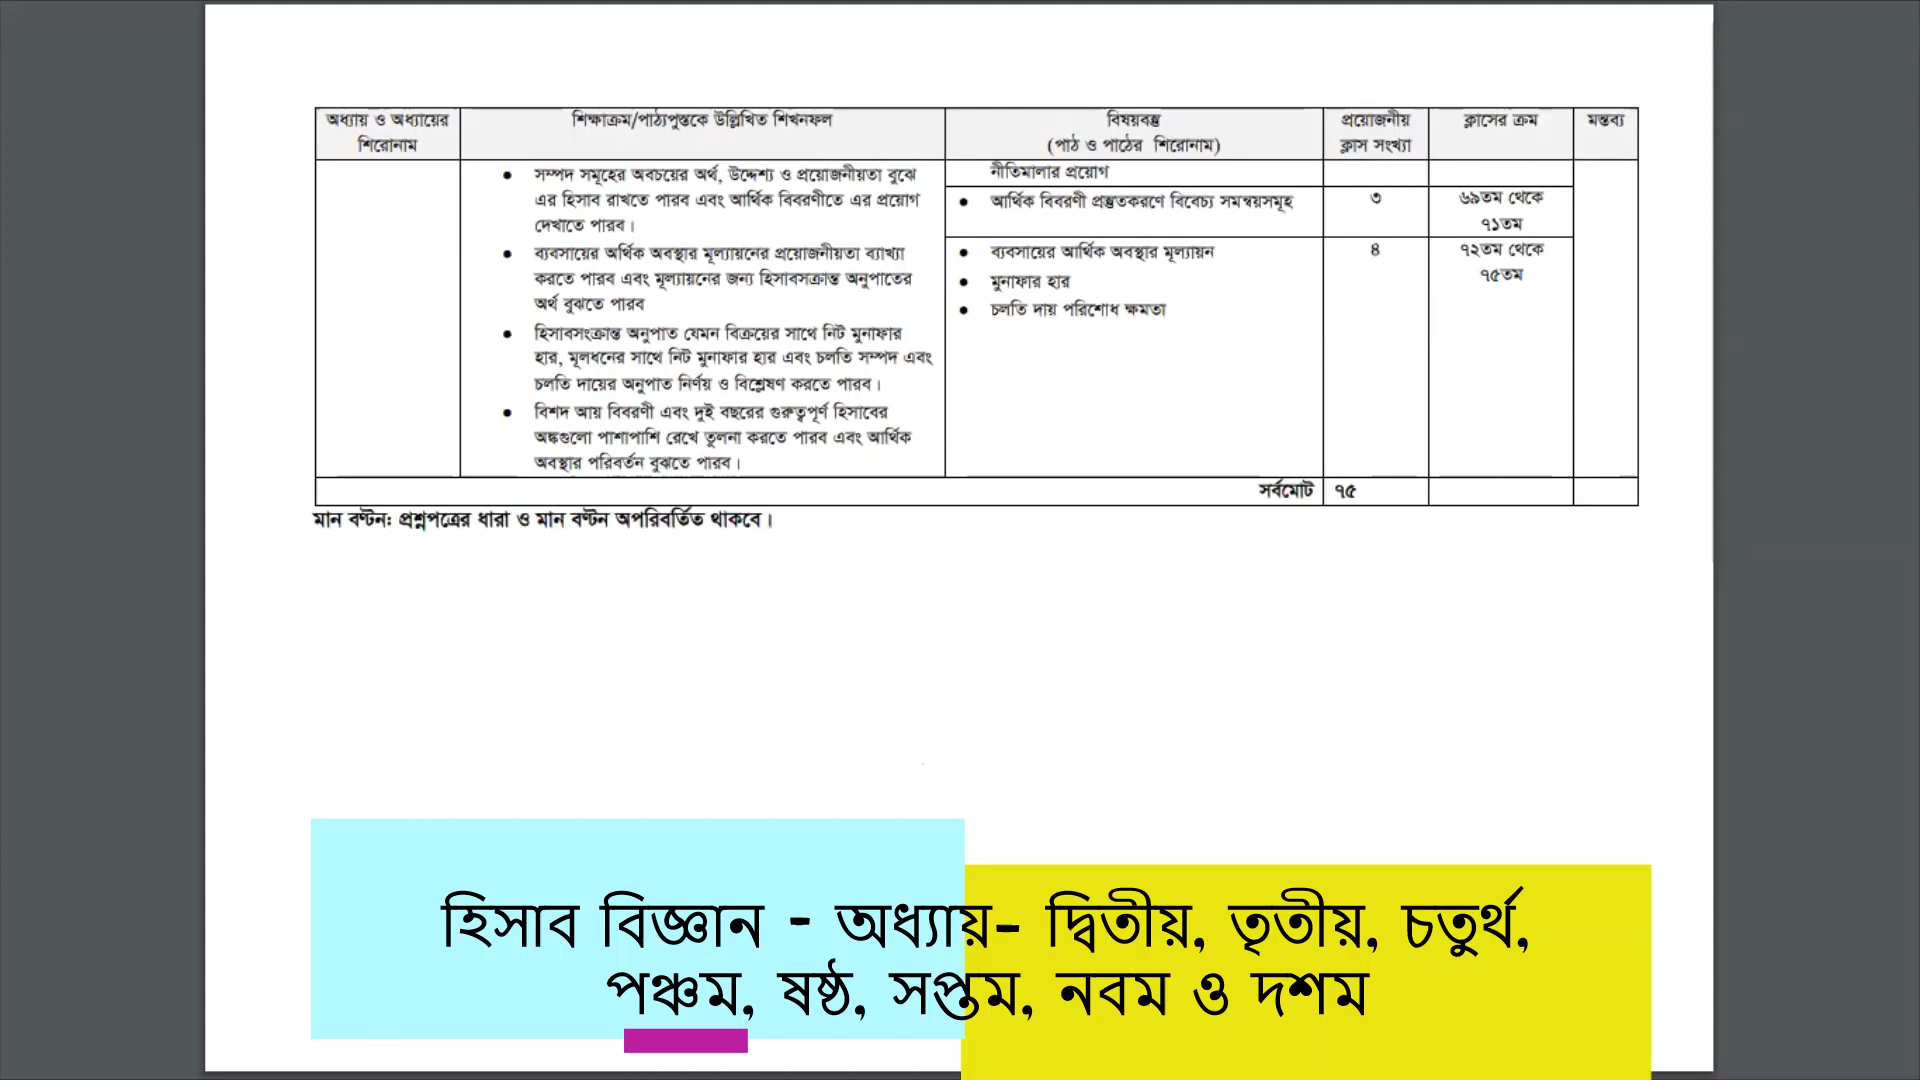 অধ্যায় ও অধ্যায়ের শিরোনাম
শিক্ষাক্রম/পাঠ্যপুস্তকে উল্লিখিত শিখনফল
বিষয়বস্তু
(পাঠ ও পাঠের শিরোনাম)
প্রয়োজনীয় ক্লাস সংখ্যা
ক্লাসের ক্রম
মন্তব্য
• সম্পদ সমূহের অবচয়ের অর্থ, উদ্দেশ্য ও প্রয়োজনীয়তা বুঝে
এর হিসাব রাখতে পারব এবং আর্থিক বিবরণীতে এর প্রয়োগ
দেখাতে পারব।
• ব্যবসায়ের অর্থিক অবস্থার মূল্যায়নের প্রয়োজনীয়তা ব্যাখ্যা
করতে পারব এবং মূল্যায়নের জন্য হিসাবসক্রান্ত অনুপাতের
অর্থ বুঝতে পারব
• হিসাবসংক্রান্ত অনুপাত যেমন বিক্রয়ের সাথে নিট মুনাফার
হার, মূলধনের সাথে নিট মুনাফার হার এবং চলতি সম্পদ এবং
চলতি দায়ের অনুপাত নির্ণয় ও বিশ্লেষণ করতে পারব।
• বিশদ আয় বিবরণী এবং দুই বছরের গুরুত্বপূর্ণ হিসাবের
অঙ্কগুলো পাশাপাশি রেখে তুলনা করতে পারব এবং আর্থিক
অবস্থার পরিবর্তন বুঝতে পারব।
নীতিমালার প্রয়োগ
• আর্থিক বিবরণী প্রস্তুতকরণে বিবেচ্য সমন্বয়সমূহ
৩
৬৯তম থেকে
৭১তম
• ব্যবসায়ের আর্থিক অবস্থার মূল্যায়ন
• মুনাফার হার
• চলতি দায় পরিশোধ ক্ষমতা
৪
৭২তম থেকে
৭৫তম
সর্বমোট ৭৫
মান বণ্টন: প্রশ্নপত্রের ধারা ও মান বণ্টন অপরিবর্তিত থাকবে।
হিসাব বিজ্ঞান - অধ্যায়- দ্বিতীয়, তৃতীয়, চতুর্থ,
পঞ্চম, ষষ্ঠ, সপ্তম, নবম ও দশম